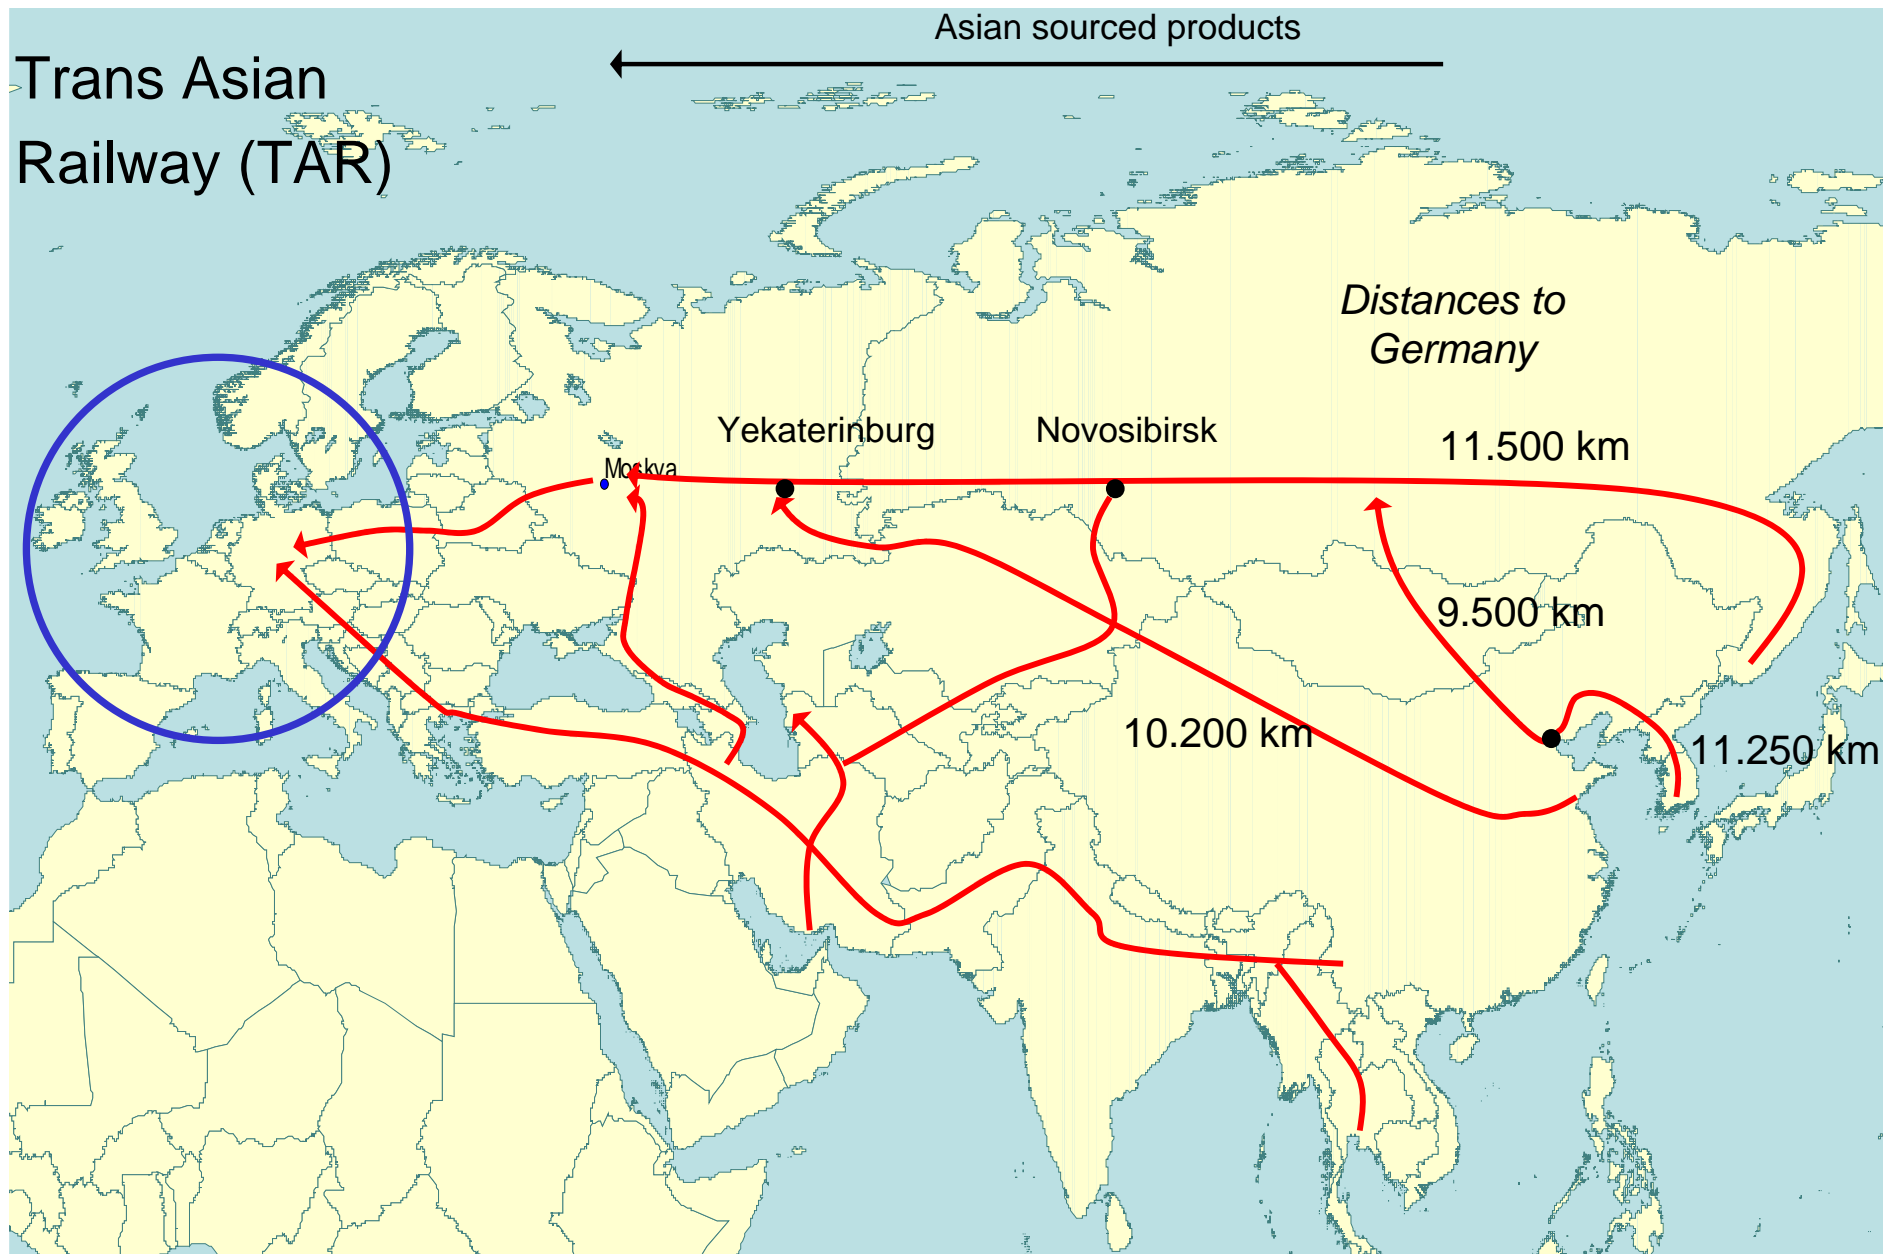 Asian sourced products
Trans Asian
Railway (TAR)
Distances to
Germany
Yekaterinburg
Novosibirsk
11.500 km
Moskva
9.500 km
10.200 km
11.250 km